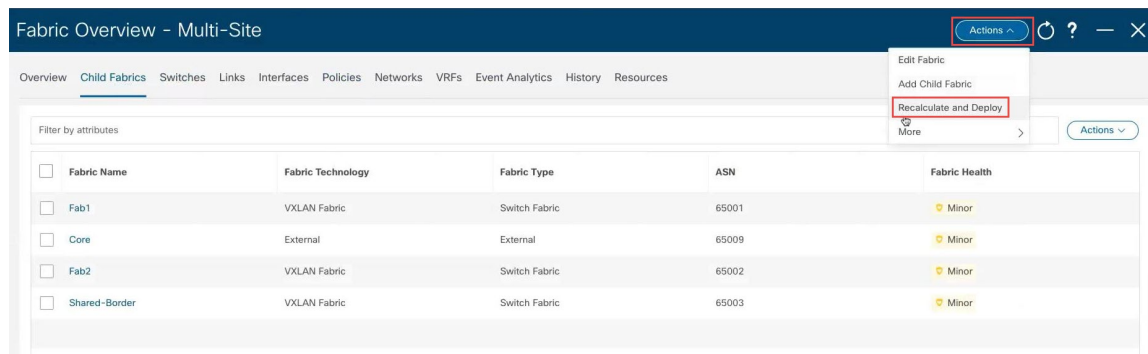 Fabric Overview - Multi-Site Actions ?
Edit Fabric
Overview Child Fabrics Switches Links Interfaces Policies Networks VRFs Event Analytics History Resources
Add Child Fabric
Recalculate and Deploy
Filter by attributes More Actions
Fabric Name Fabric Technology Fabric Type ASN Fabric Health
Fab1 VXLAN Fabric Switch Fabric 65001 Minor
Core External External 65009 Minor
Fab2 VXLAN Fabric Switch Fabric 65002 Minor
Shared-Border VXLAN Fabric Switch Fabric 65003 Minor